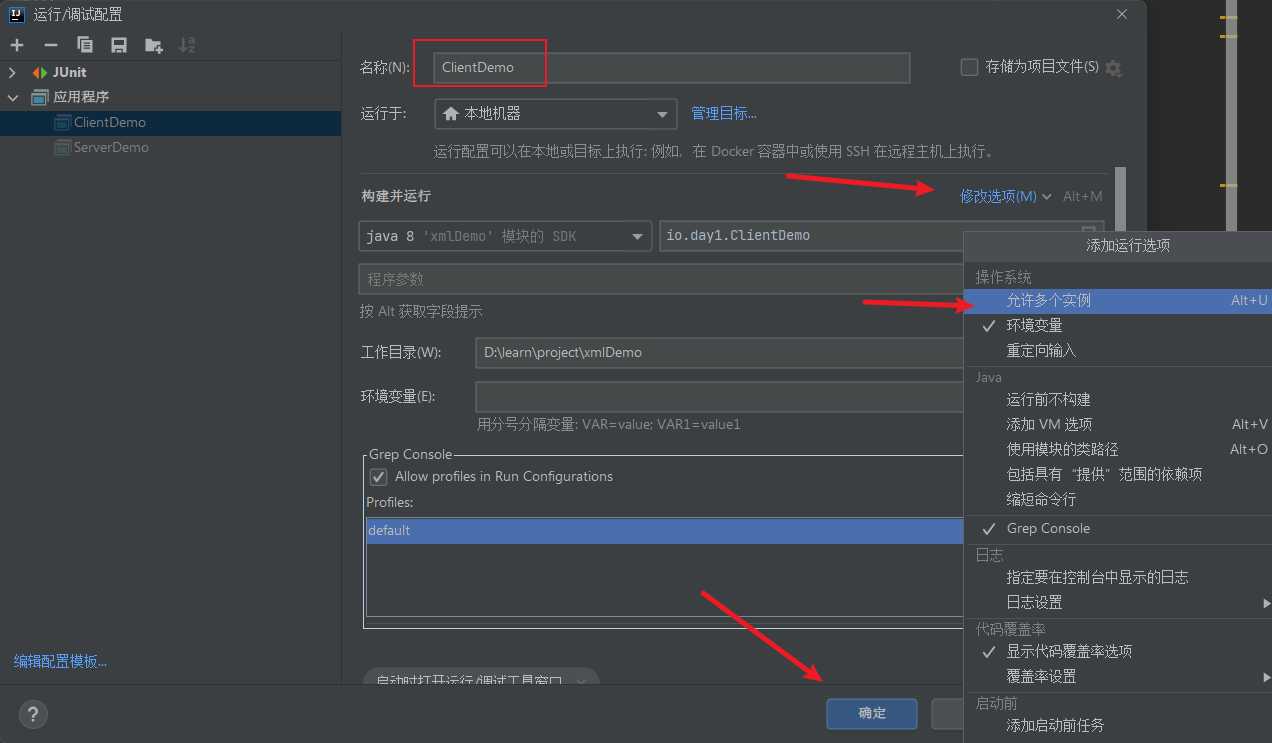 运行/调试配置
JUnit
应用程序
ClientDemo
ServerDemo
编辑配置模板...
名称(N):
ClientDemo
存储为项目文件(S)
运行于:
本地机器
管理目标...
运行配置可以在本地或目标上执行: 例如, 在 Docker 容器中或使用 SSH 在远程主机上执行。
构建并运行
修改选项(M)
Alt+M
java 8 'xmlDemo' 模块的 SDK
io.day1.ClientDemo
程序参数
按 Alt 获取字段提示
工作目录(W):
D:\learn\project\xmlDemo
环境变量(E):
用分号分隔变量: VAR=value; VAR1=value1
Grep Console
Allow profiles in Run Configurations
Profiles:
default
启动时打开运行/调试工具窗口
确定
添加运行选项
操作系统
允许多个实例 Alt+U
环境变量
重定向输入
Java
运行前不构建
添加 VM 选项 Alt+V
使用模块的类路径 Alt+O
包括具有“提供”范围的依赖项
缩短命令行
Grep Console
日志
指定要在控制台中显示的日志
日志设置
代码覆盖率
显示代码覆盖率选项
覆盖率设置
启动前
添加启动前任务